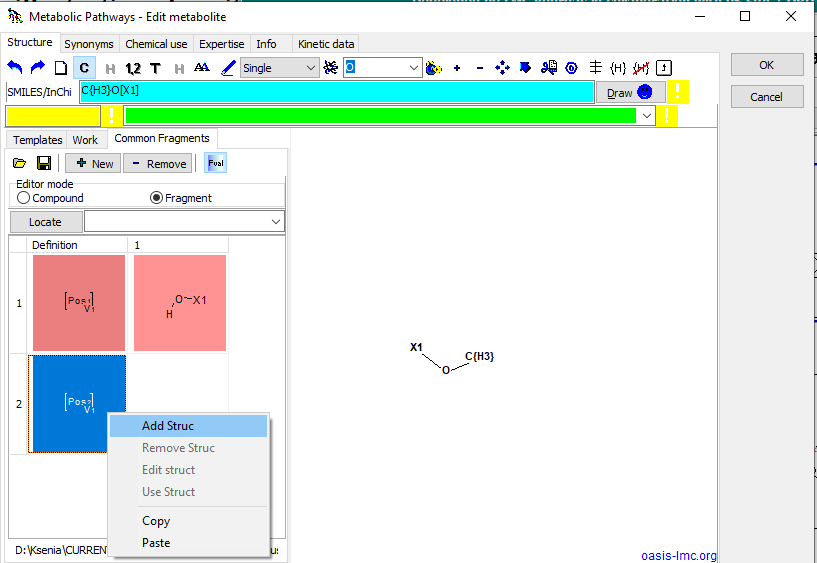 Metabolic Pathways - Edit metabolite
Structure Synonyms Chemical use Expertise Info Kinetic data
C H 1,2 T H AA Single O + - {H} {H}
OK
SMILES/InChi C{H3}O[X1] Draw !
Cancel
! !
Templates Work Common Fragments
+ New - Remove Fval
Editor mode
Compound Fragment
Locate
Definition 1
1 [Pos1]V1 O~X1
H
2 [Pos2]V1
X1
C{H3}
O
Add Struc
Remove Struc
Edit struct
Use Struct
Copy
Paste
D:\Ksenia\CURREN
oasis-lmc.org